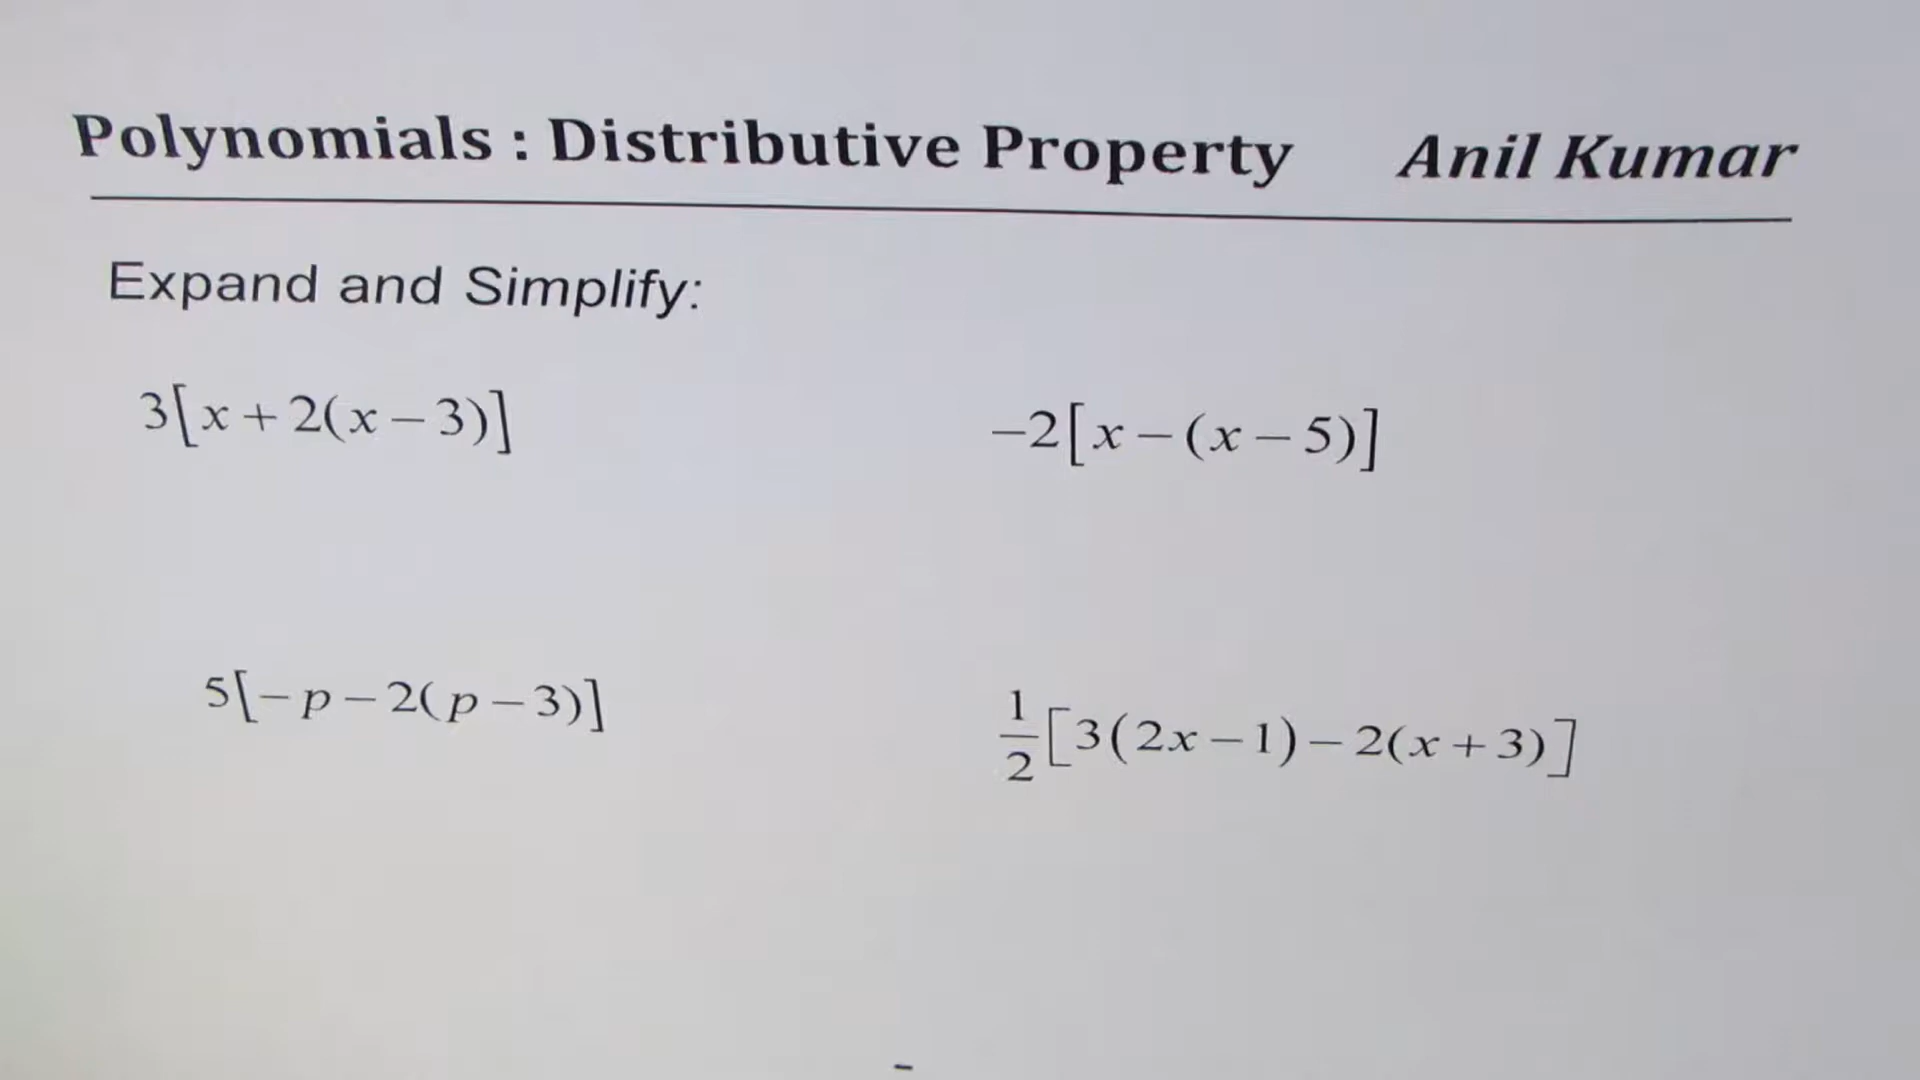 Polynomials : Distributive Property Anil Kumar
Expand and Simplify:
3[x + 2(x – 3)]
–2[x – (x – 5)]
5[– p – 2(p – 3)]
1/2[3(2x – 1) – 2(x + 3)]